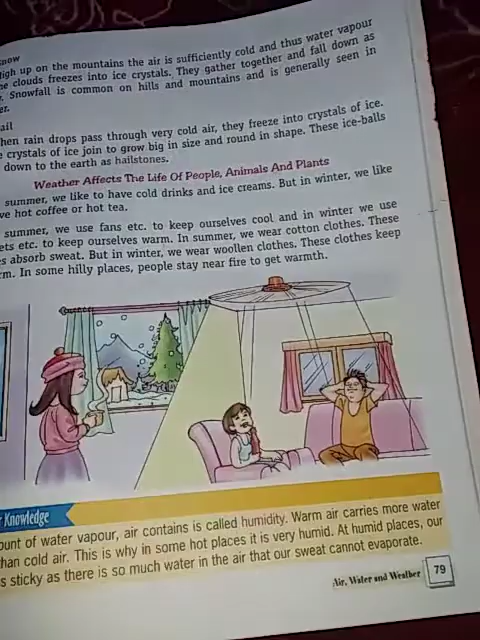 now
igh up on the mountains the air is sufficiently cold and thus water vapour
e clouds freezes into ice crystals. They gather together and fall down as
. Snowfall is common on hills and mountains and is generally seen in
er.
ail
hen rain drops pass through very cold air, they freeze into crystals of ice.
e crystals of ice join to grow big in size and round in shape. These ice-balls
down to the earth as hailstones.
Weather Affects The Life Of People, Animals And Plants
summer, we like to have cold drinks and ice creams. But in winter, we like
ve hot coffee or hot tea.
summer, we use fans etc. to keep ourselves cool and in winter we use
ets etc. to keep ourselves warm. In summer, we wear cotton clothes. These
s absorb sweat. But in winter, we wear woollen clothes. These clothes keep
rm. In some hilly places, people stay near fire to get warmth.
Knowledge
ount of water vapour, air contains is called humidity. Warm air carries more water
han cold air. This is why in some hot places it is very humid. At humid places, our
s sticky as there is so much water in the air that our sweat cannot evaporate.
Air, Water and Weather 79